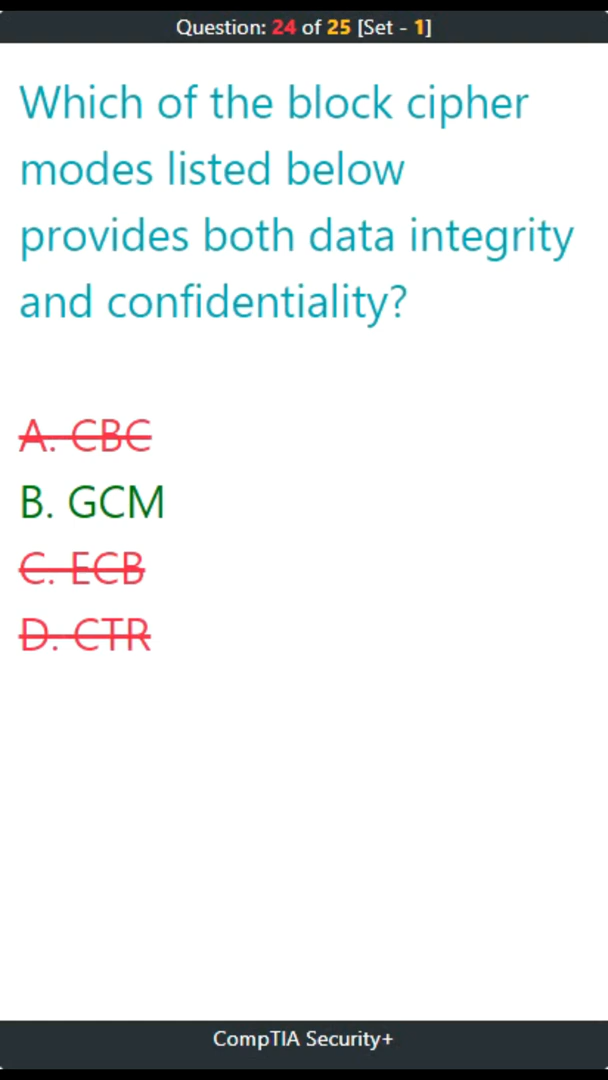 Question: 24 of 25 [Set - 1]
Which of the block cipher
modes listed below
provides both data integrity
and confidentiality?
A. CBC
B. GCM
C. ECB
D. CTR
CompTIA Security+